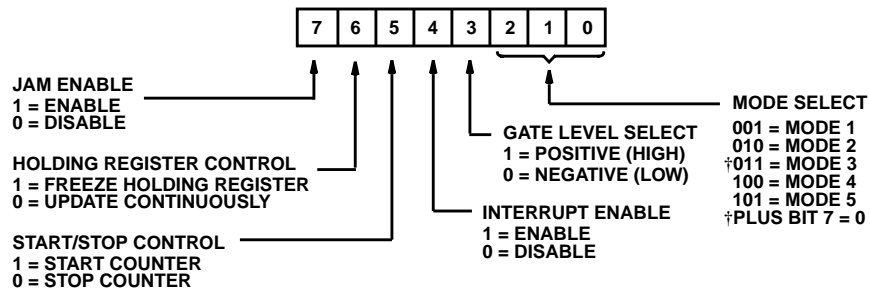 7 6 5 4 3 2 1 0
JAM ENABLE
1 = ENABLE
0 = DISABLE
HOLDING REGISTER CONTROL
1 = FREEZE HOLDING REGISTER
0 = UPDATE CONTINUOUSLY
START/STOP CONTROL
1 = START COUNTER
0 = STOP COUNTER
INTERRUPT ENABLE
1 = ENABLE
0 = DISABLE
GATE LEVEL SELECT
1 = POSITIVE (HIGH)
0 = NEGATIVE (LOW)
MODE SELECT
001 = MODE 1
010 = MODE 2
†011 = MODE 3
100 = MODE 4
101 = MODE 5
†PLUS BIT 7 = 0